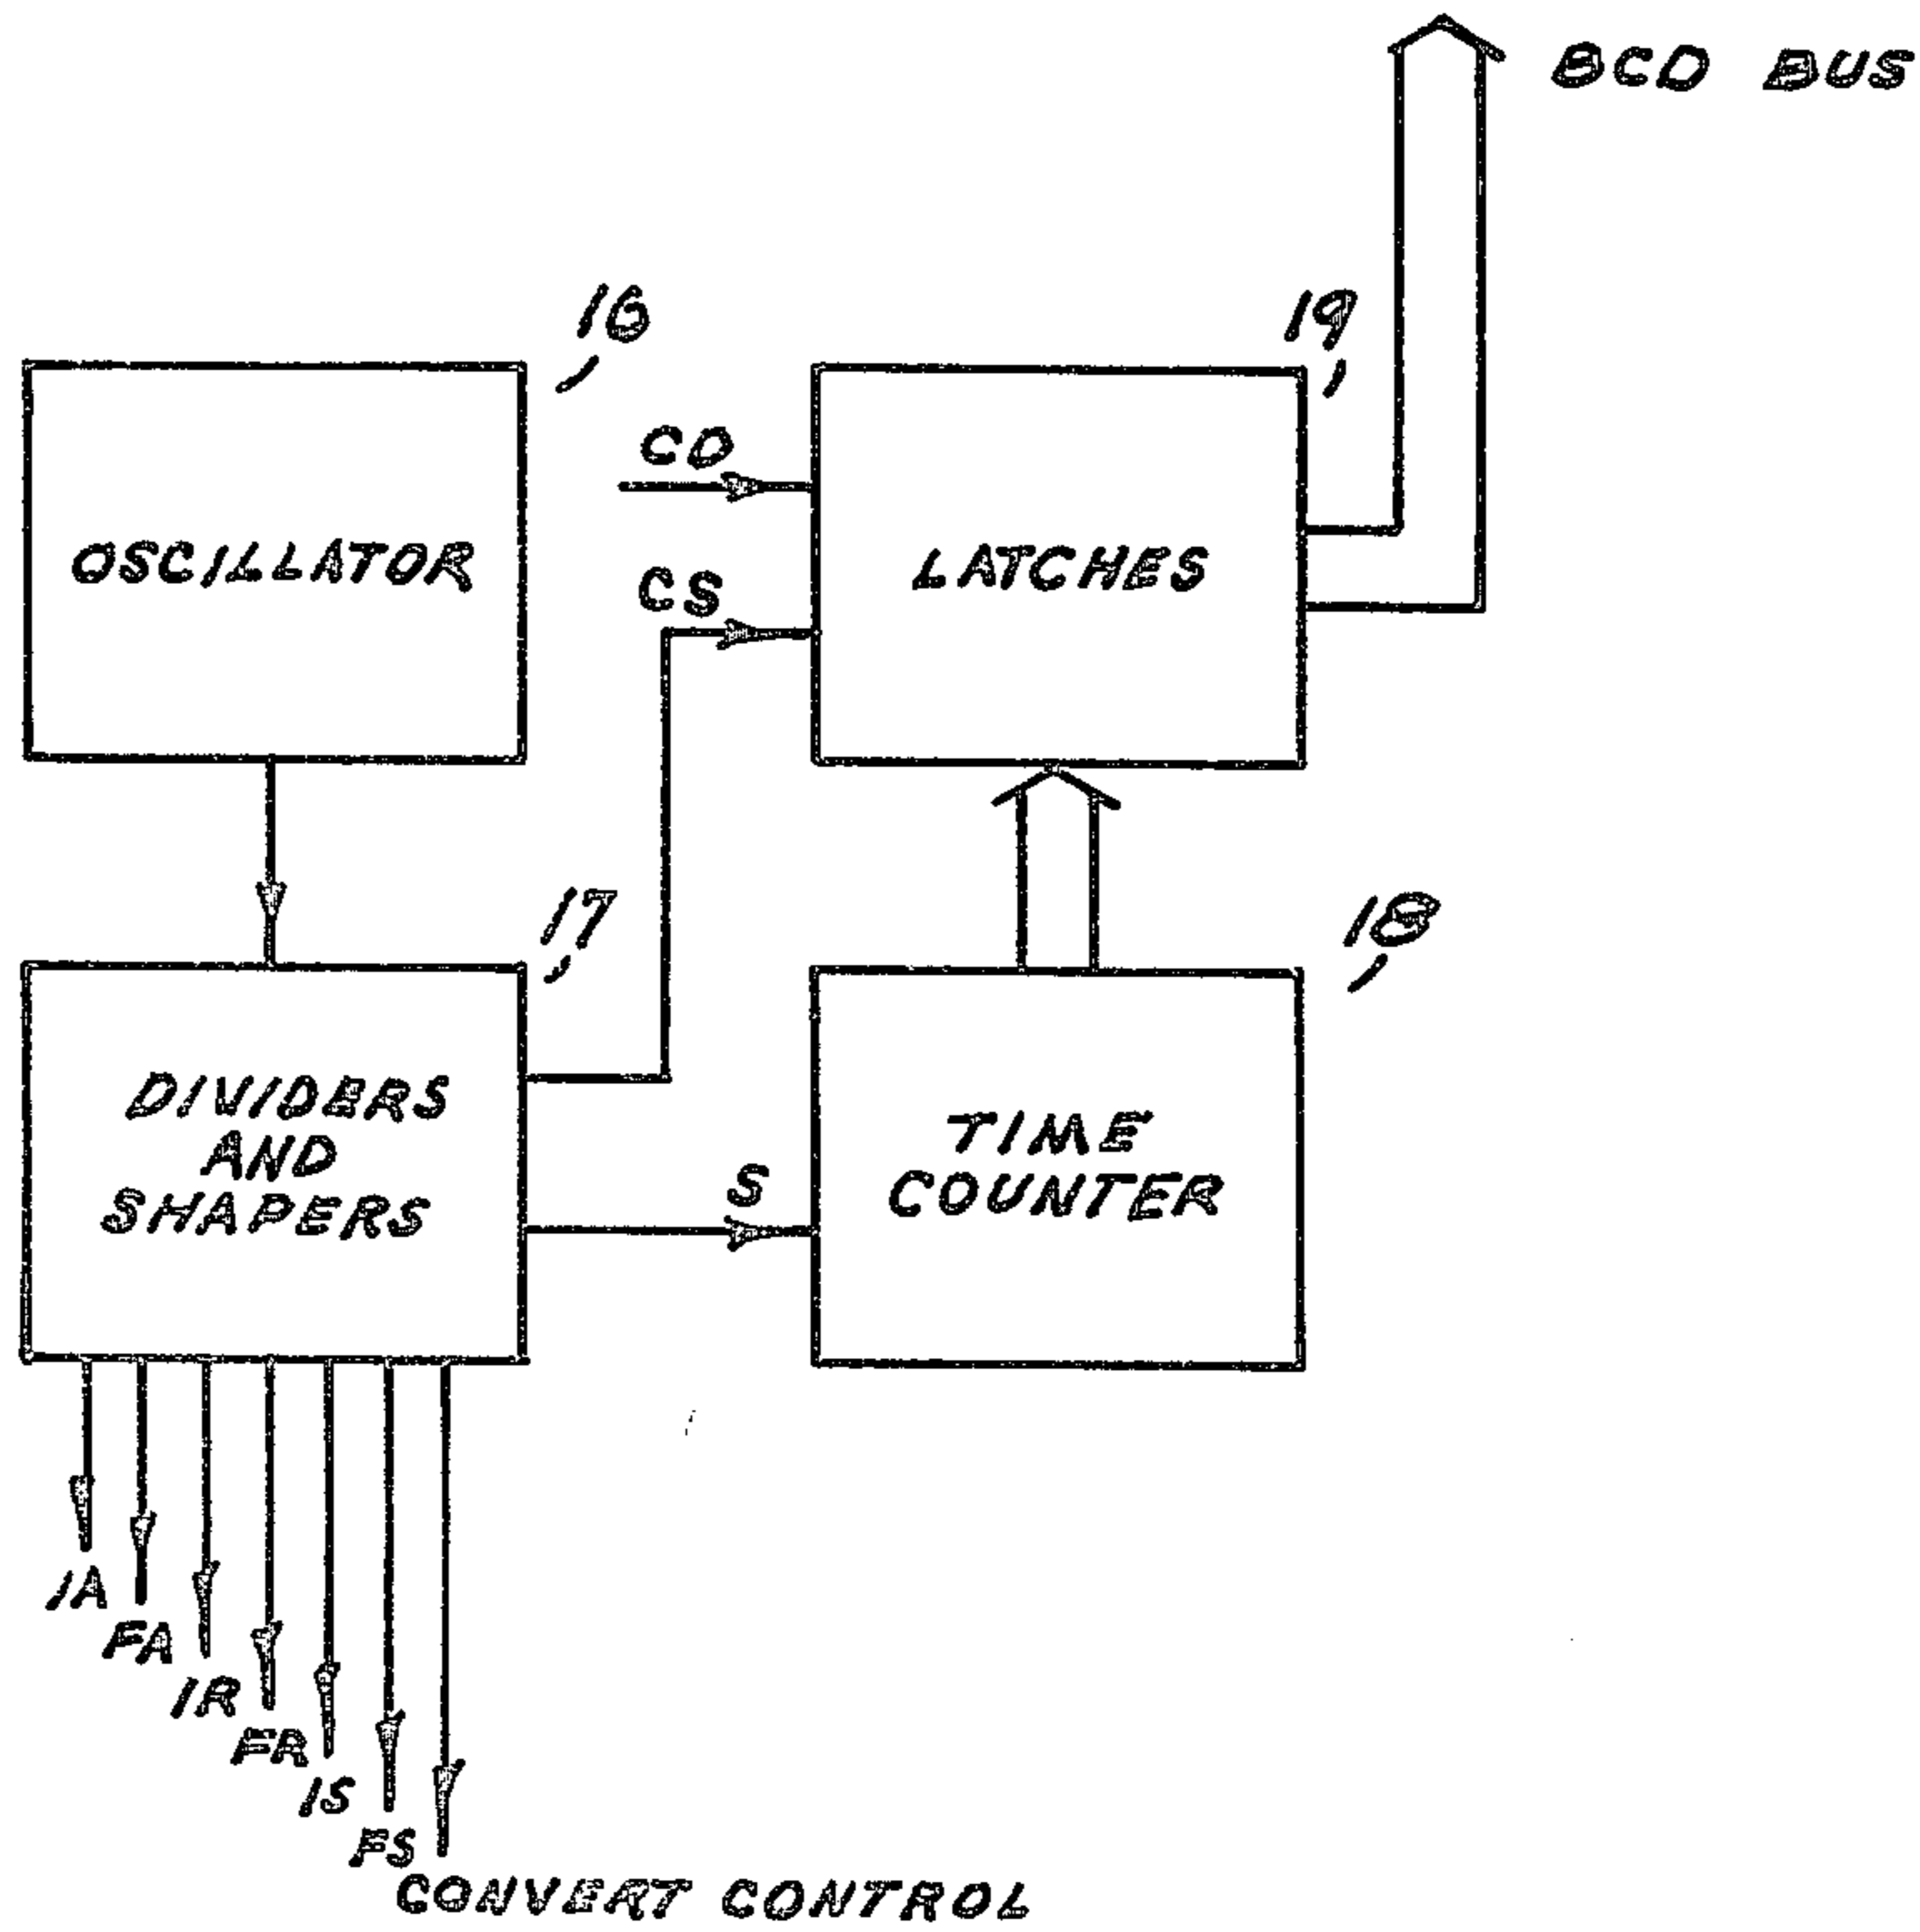 BCD BUS
16
19
CD
OSCILLATOR
LATCHES
CS
17
18
DIVIDERS
AND
SHAPERS
TIME
COUNTER
S
IA
FA
IR
FR
IS
FS
CONVERT CONTROL